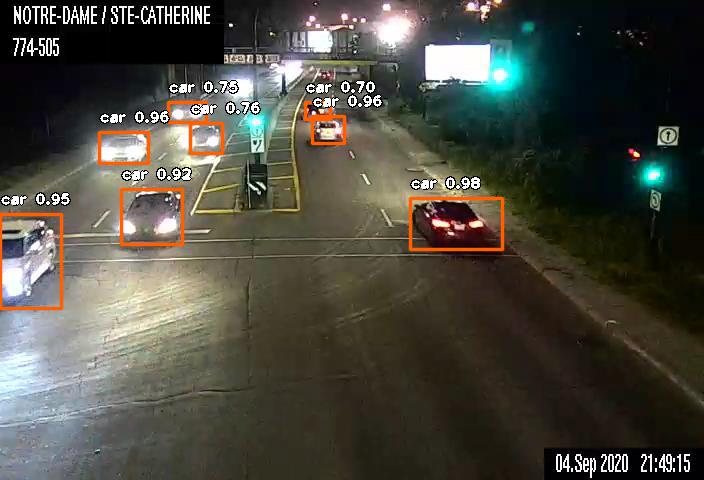 NOTRE-DAME / STE-CATHERINE
774-505
car 0.75
car 0.76
car 0.70
car 0.96
car 0.96
car 0.92
car 0.98
car 0.95
04.Sep 2020 21:49:15